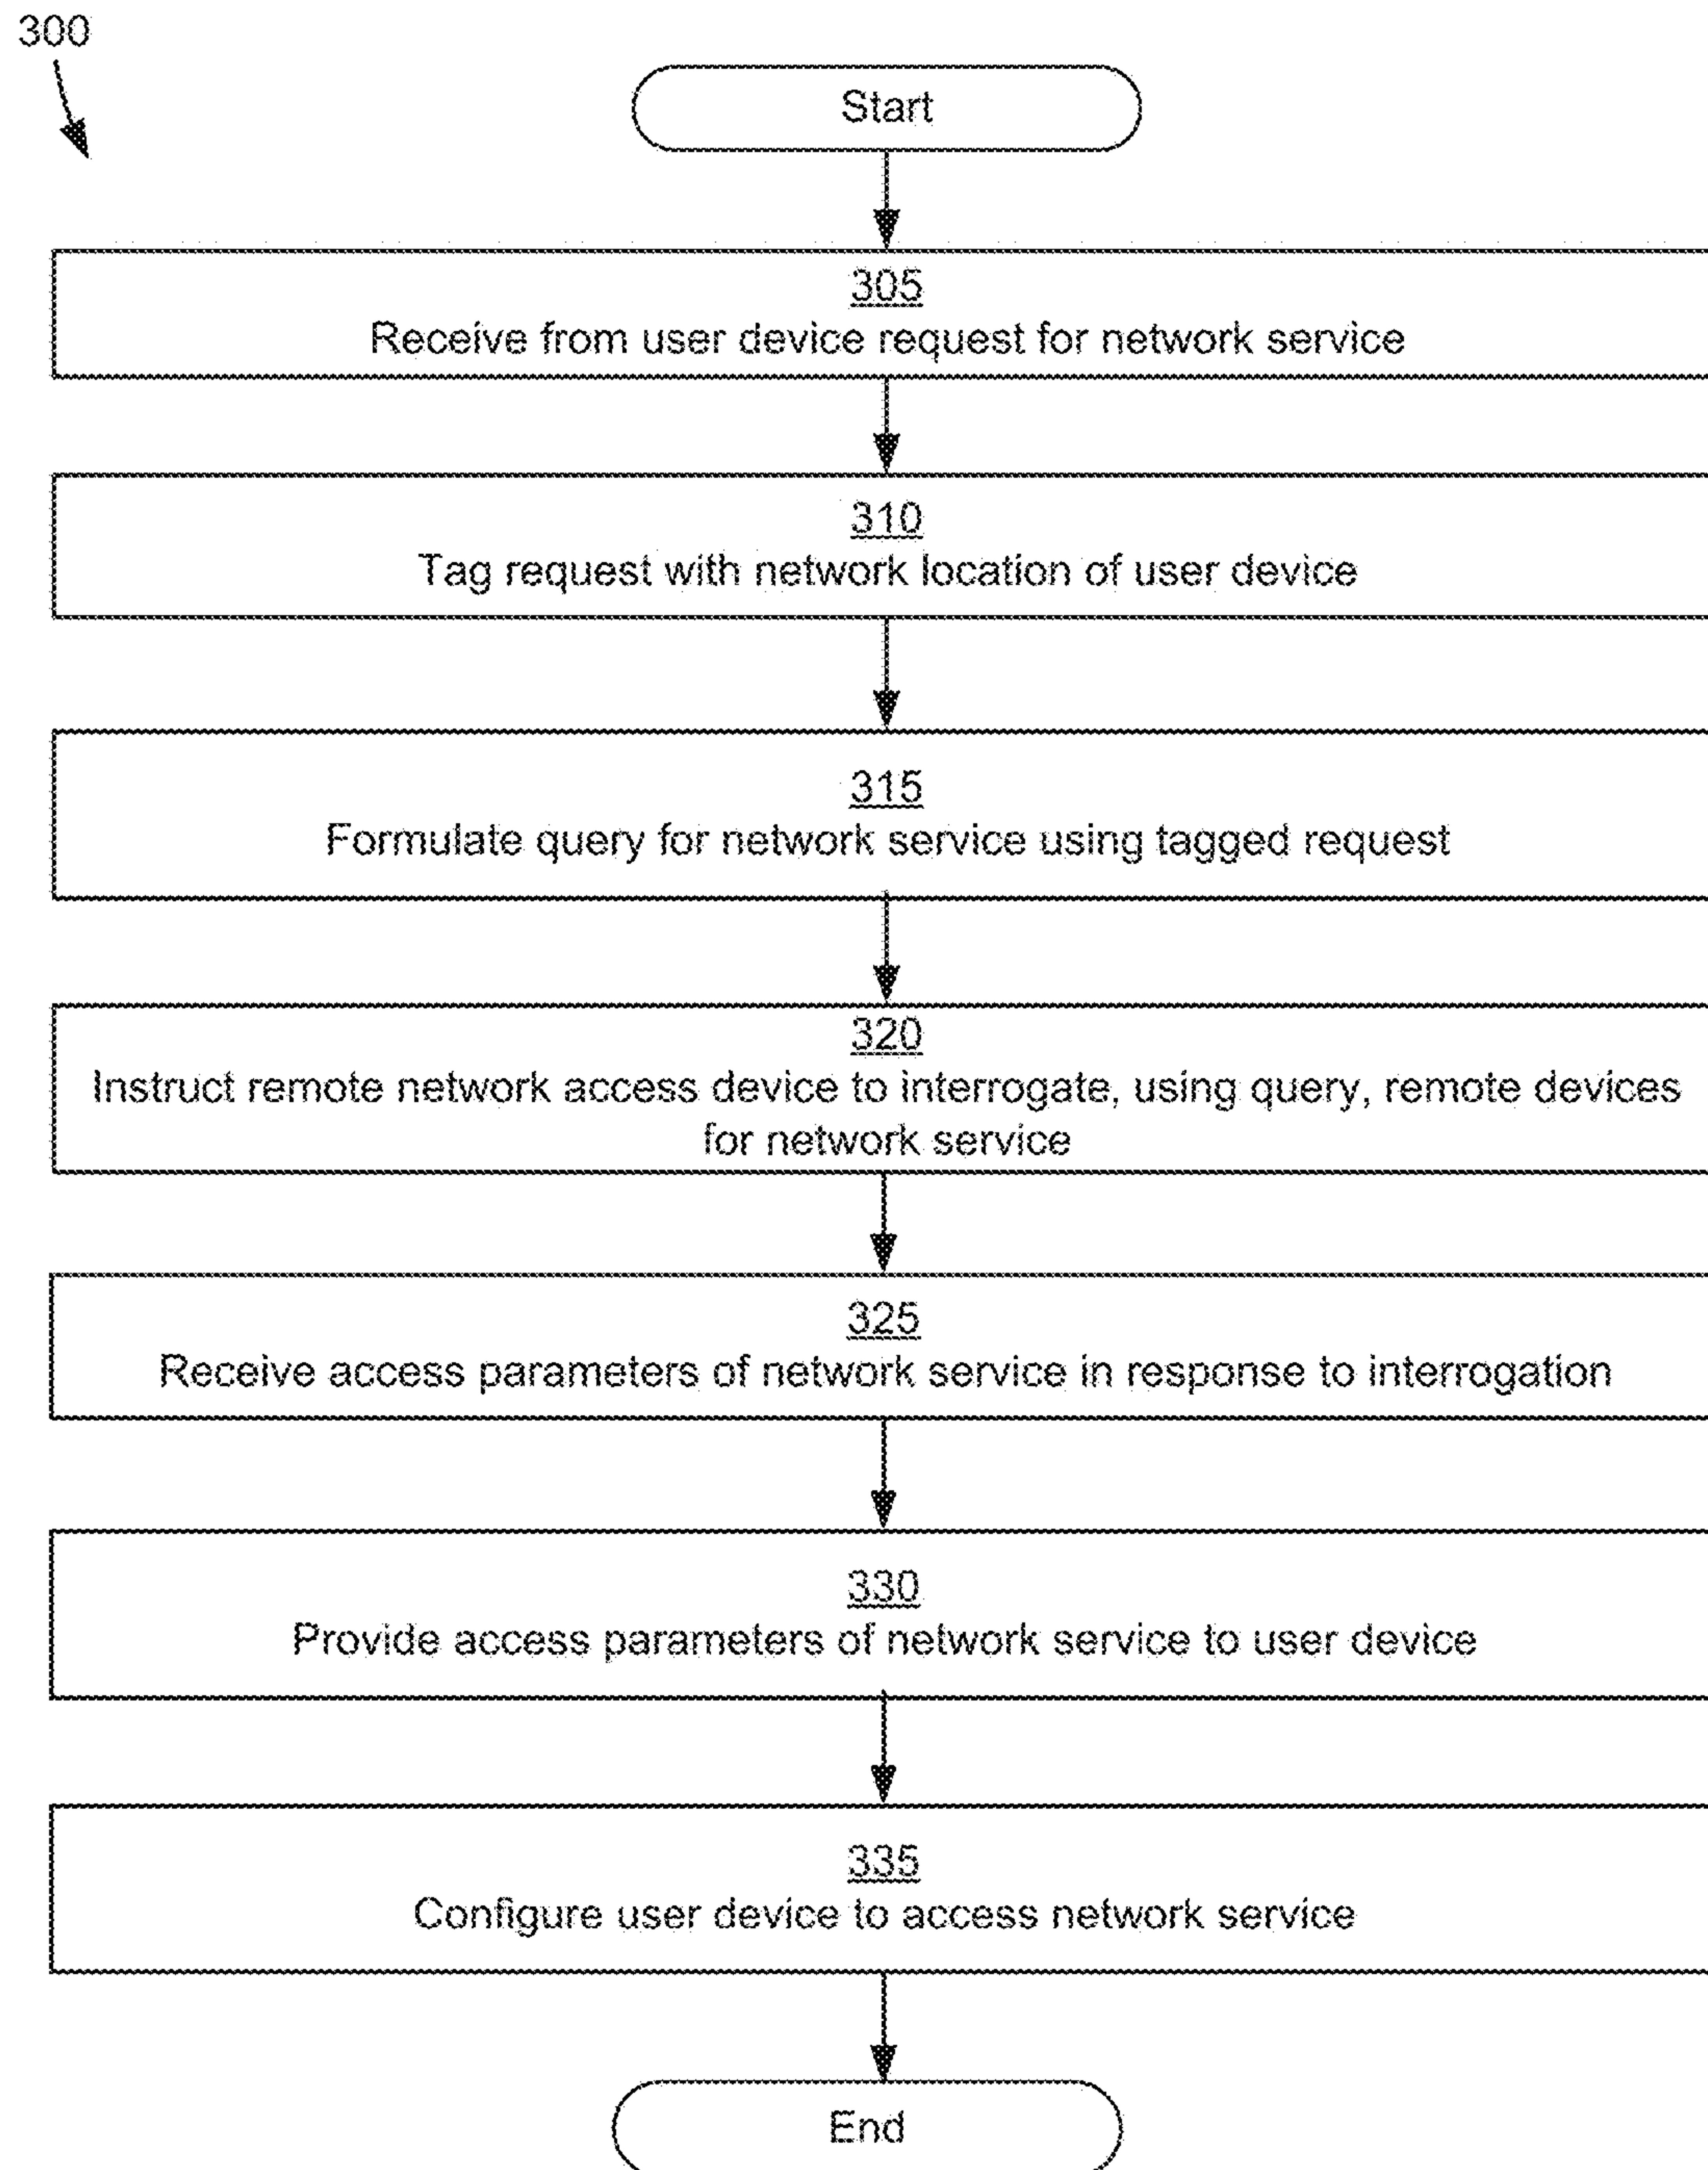 300
Start
305
Receive from user device request for network service
310
Tag request with network location of user device
315
Formulate query for network service using tagged request
320
Instruct remote network access device to interrogate, using query, remote devices
for network service
325
Receive access parameters of network service in response to interrogation
330
Provide access parameters of network service to user device
335
Configure user device to access network service
End